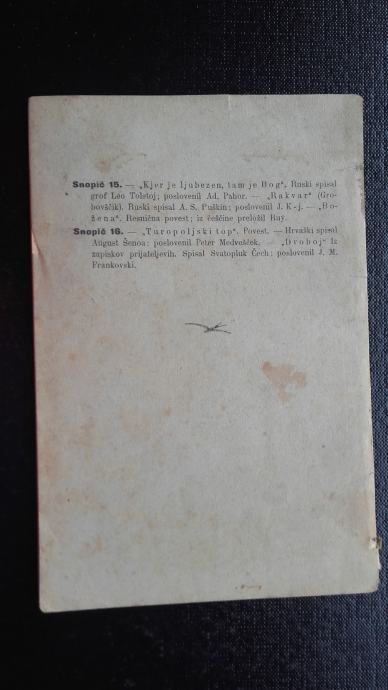 Snopič 15. — „Kjer je ljubezen, tam je Bog“. Ruski spisal
grof Leo Tolstoj; poslovenil Ad. Pahor. — „Rakvar“ (Gro-
bovščik). Ruski spisal A. S. Puškin; poslovenil J. K-j. — „Bo-
žena“. Resnična povest; iz češčine preložil Ruy.
Snopič 16. — „Turopoljski top“. Povest. — Hrvaški spisal
August Šenoa: poslovenil Peter Medvešček. — „Dvoboj“ Iz
zapiskov prijateljevih. Spisal Svatopluk Čech: poslovenil J. M.
Frankovski.